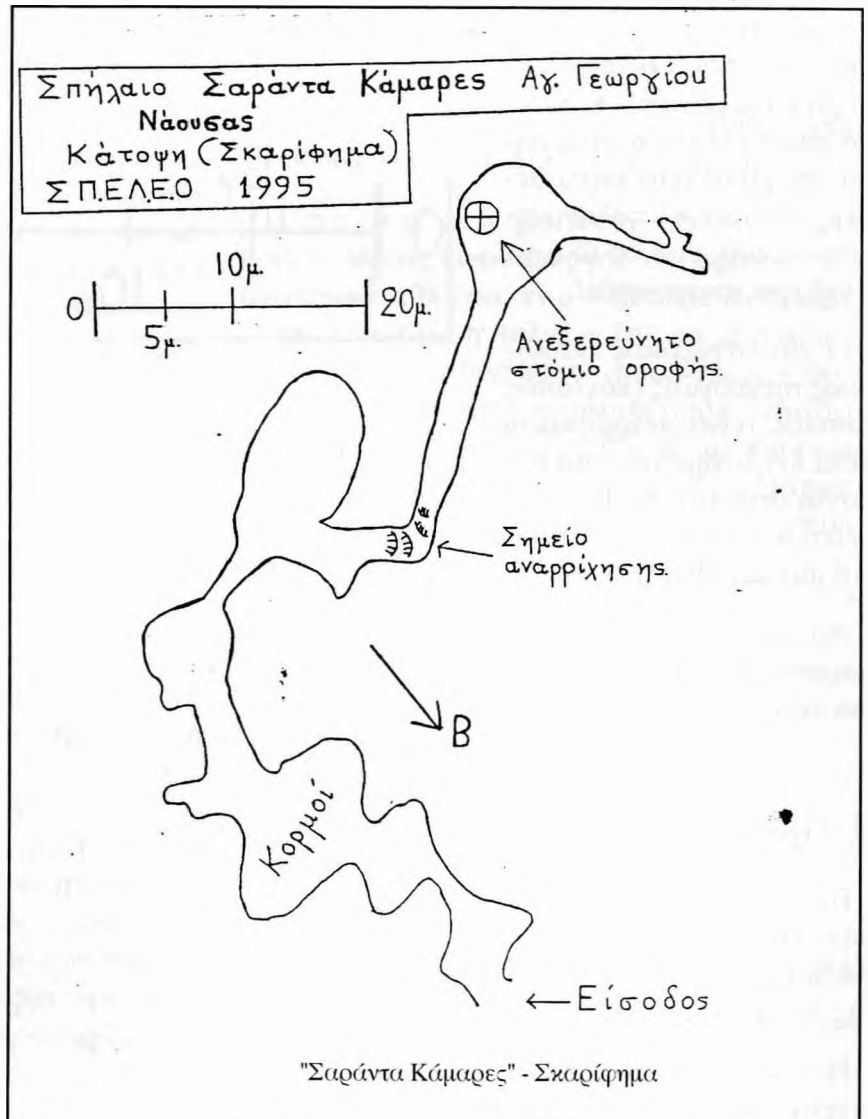 Σπήλαιο Σαράντα Κάμαρες Αγ. Γεωργίου
Νάουσας
Κάτοψη (Σκαρίφημα)
ΣΠ.ΕΛ.ΕΟ 1995
0 5μ. 10μ. 20μ.
Ανεξερεύνητο
στόμιο οροφής.
Σημείο
αναρρίχησης.
Β
Κορμοί
← Είσοδος
"Σαράντα Κάμαρες" - Σκαρίφημα